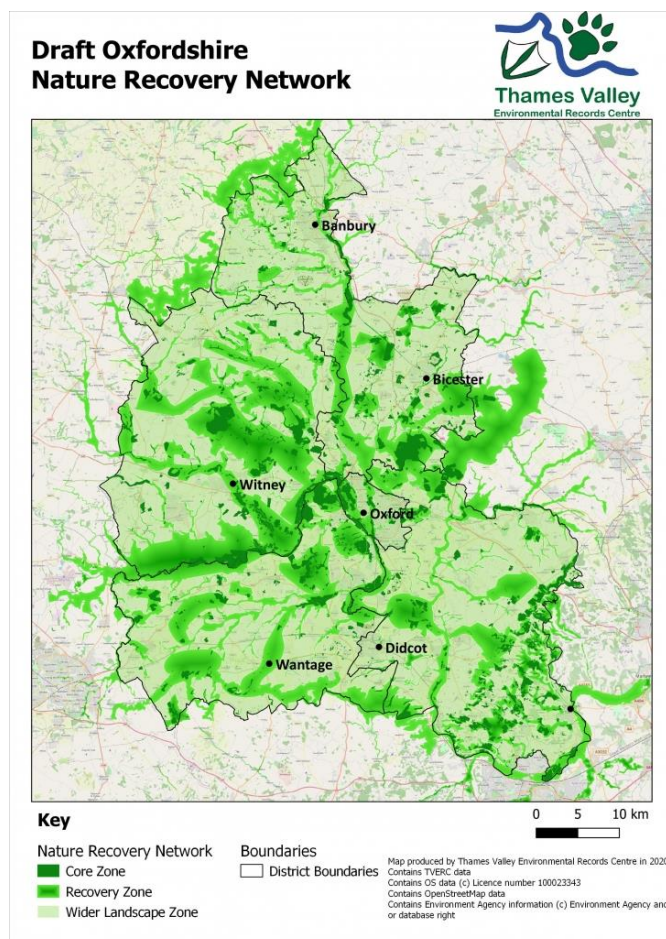 Draft Oxfordshire
Nature Recovery Network
Thames Valley
Environmental Records Centre
Banbury
Bicester
Witney
Oxford
Didcot
Wantage
Key
0 5 10 km
Nature Recovery Network
Core Zone
Recovery Zone
Wider Landscape Zone
Boundaries
District Boundaries
Map produced by Thames Valley Environmental Records Centre in 2020
Contains TVERC data
Contains OS data (c) Licence number 100023343
Contains OpenStreetMap data
Contains Environment Agency information (c) Environment Agency and
or database right